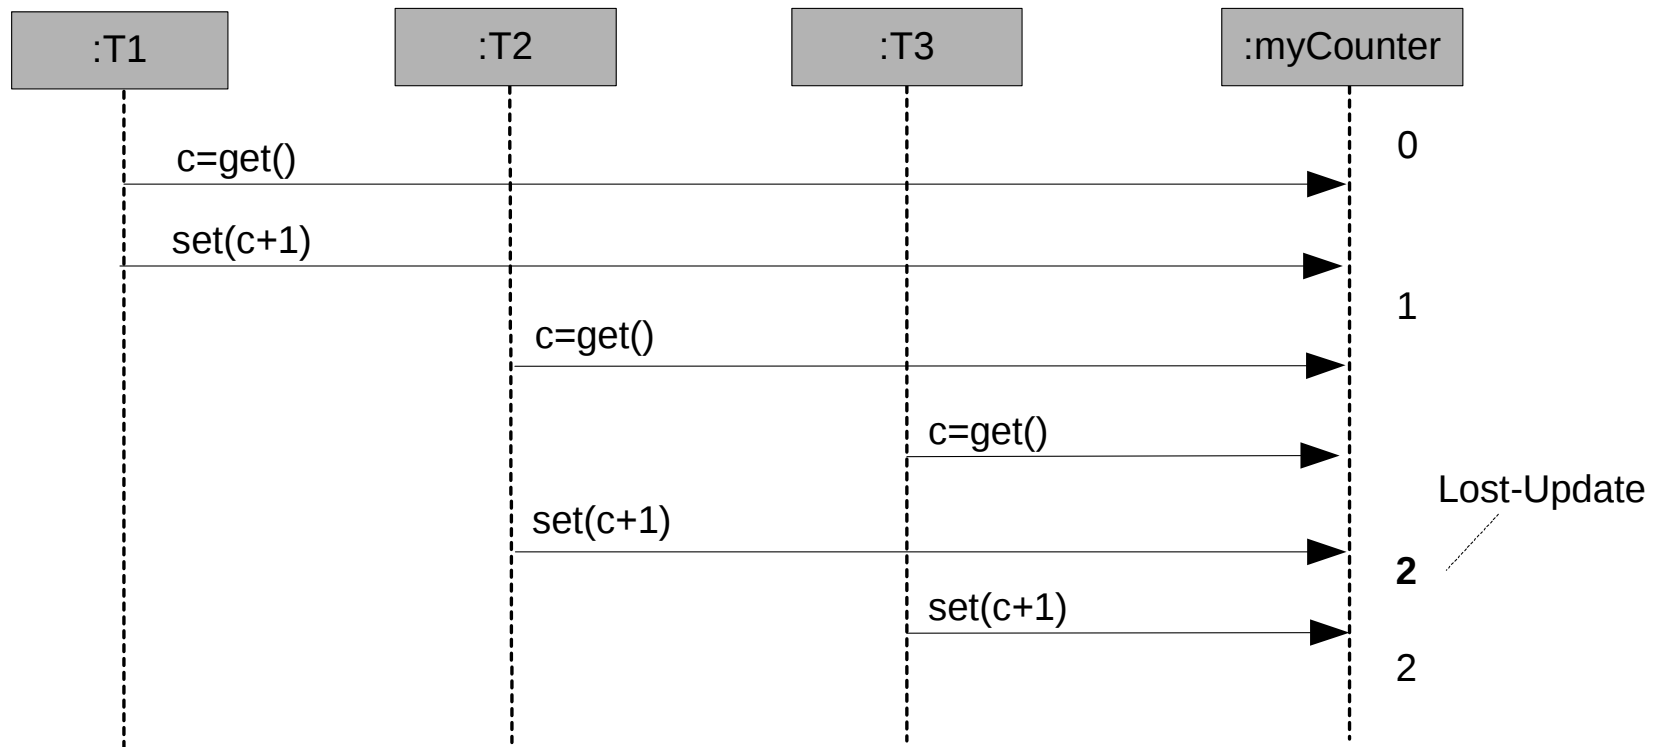 :T1
:T2
:T3
:myCounter
0
c=get()
set(c+1)
1
c=get()
c=get()
Lost-Update
set(c+1)
2
set(c+1)
2